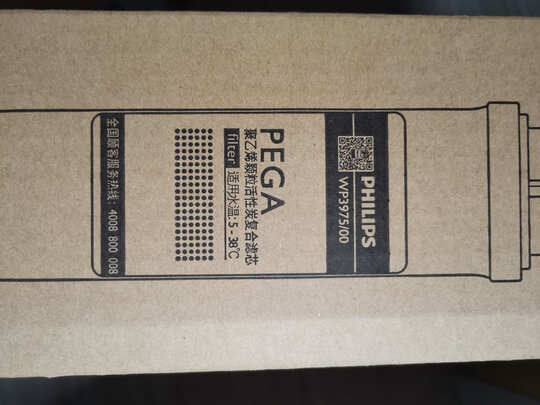 PHILIPS
WP3975/00
PEGA
聚乙烯颗粒活性炭复合滤芯
filter 适用水温:5-38℃
全国顾客服务热线：4008 800 008